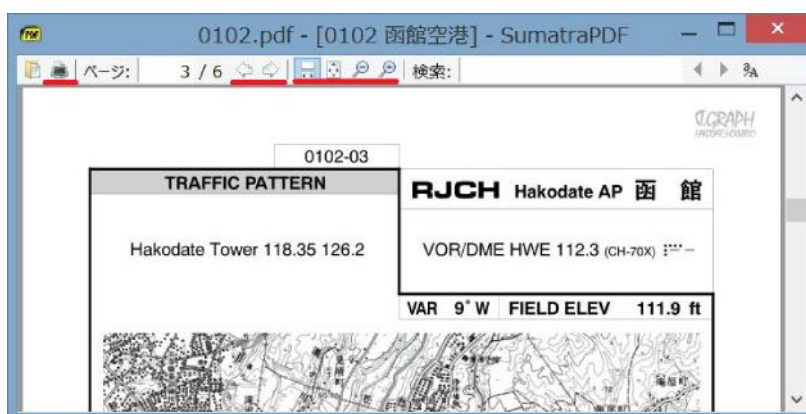 0102.pdf - [0102 函館空港] - SumatraPDF
ページ: 3 / 6 検索:
J.GRAPH
0102-03
TRAFFIC PATTERN
RJCH Hakodate AP 函 館
Hakodate Tower 118.35 126.2
VOR/DME HWE 112.3 (CH-70X)
VAR 9°W FIELD ELEV 111.9 ft